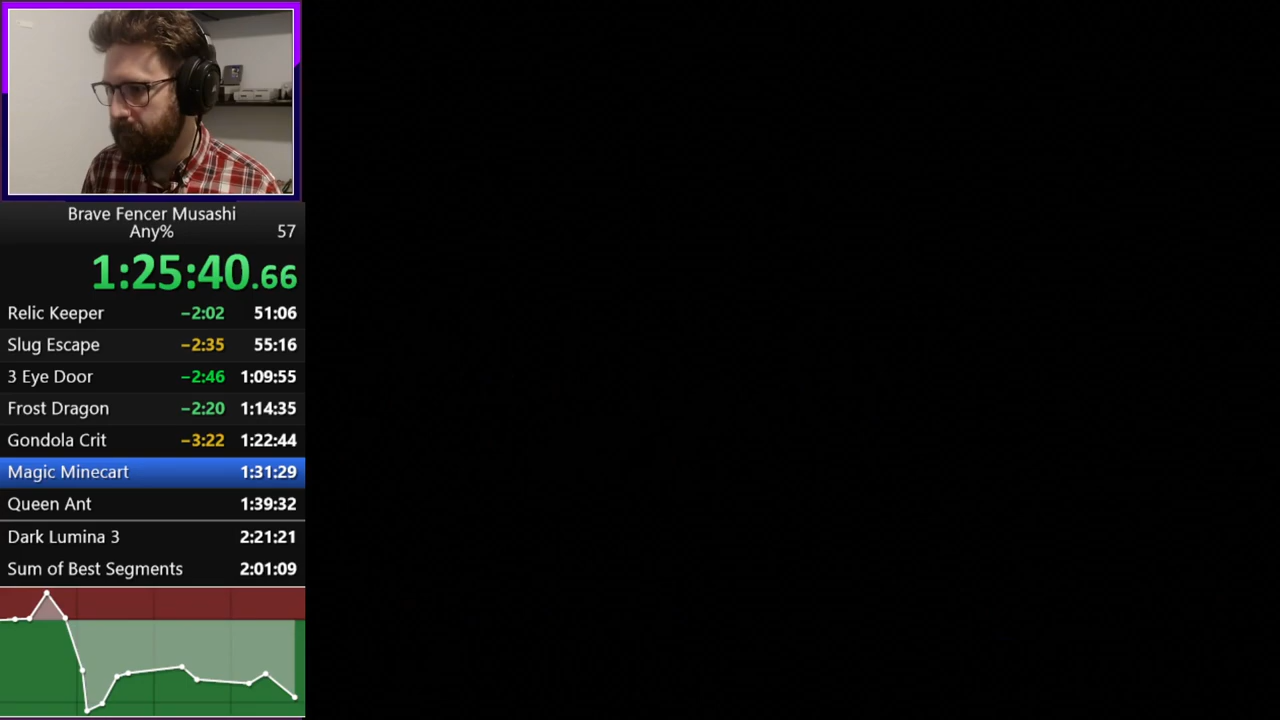 Brave Fencer Musashi
Any% 57
1:25:40.66
Relic Keeper −2:02 51:06
Slug Escape −2:35 55:16
3 Eye Door −2:46 1:09:55
Frost Dragon −2:20 1:14:35
Gondola Crit −3:22 1:22:44
Magic Minecart 1:31:29
Queen Ant 1:39:32
Dark Lumina 3 2:21:21
Sum of Best Segments 2:01:09